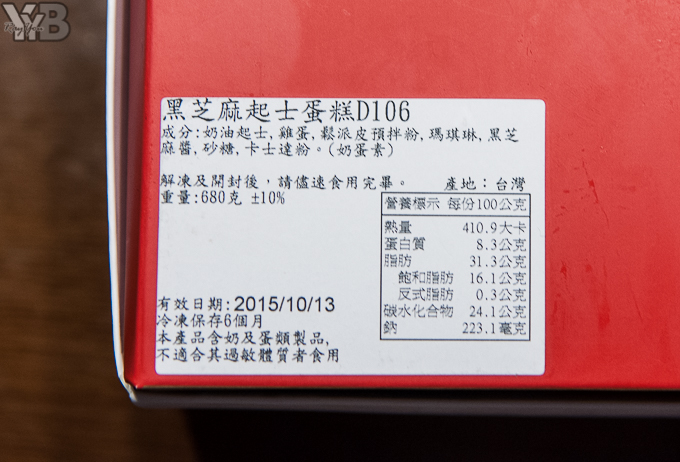 YYB
黑芝麻起士蛋糕D106
成分:奶油起士,雞蛋,鬆派皮預拌粉,瑪琪琳,黑芝
麻醬,砂糖,卡士達粉。(奶蛋素)
解凍及開封後,請儘速食用完畢。 產地:台灣
重量:680克 ±10%
營養標示 每份100公克
熱量 410.9大卡
蛋白質 8.3公克
脂肪 31.3公克
飽和脂肪 16.1公克
反式脂肪 0.3公克
碳水化合物 24.1公克
鈉 223.1毫克
有效日期:2015/10/13
冷凍保存6個月
本產品含奶及蛋類製品,
不適合其過敏體質者食用